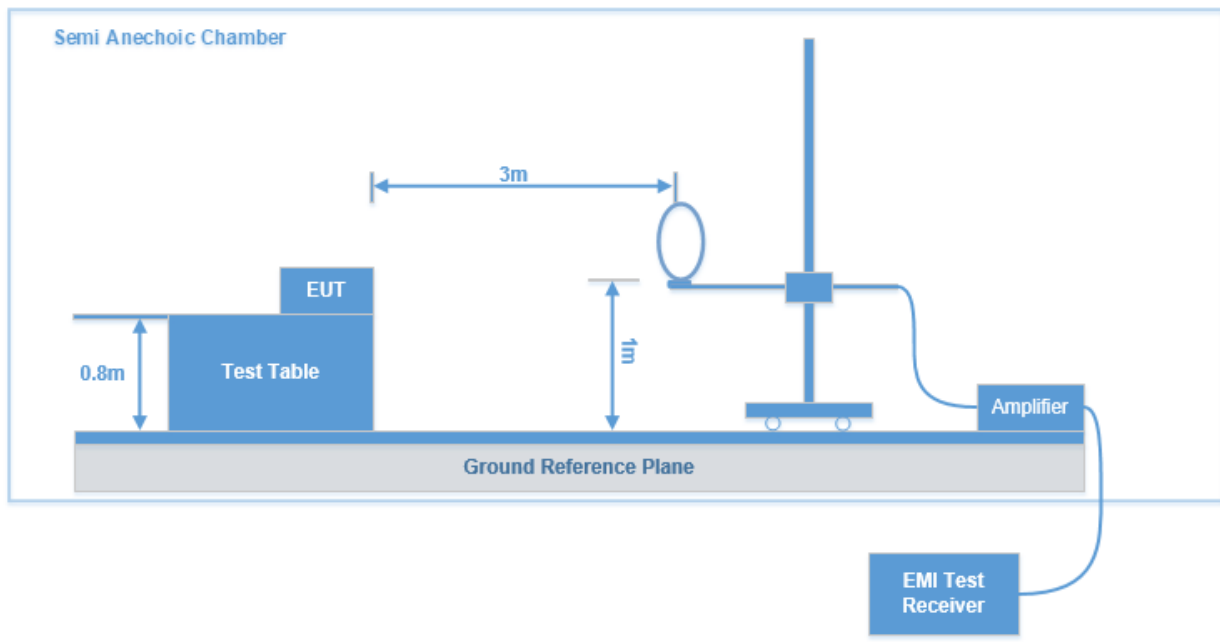 Semi Anechoic Chamber
3m
EUT
0.8m
Test Table
1m
Amplifier
Ground Reference Plane
EMI Test
Receiver